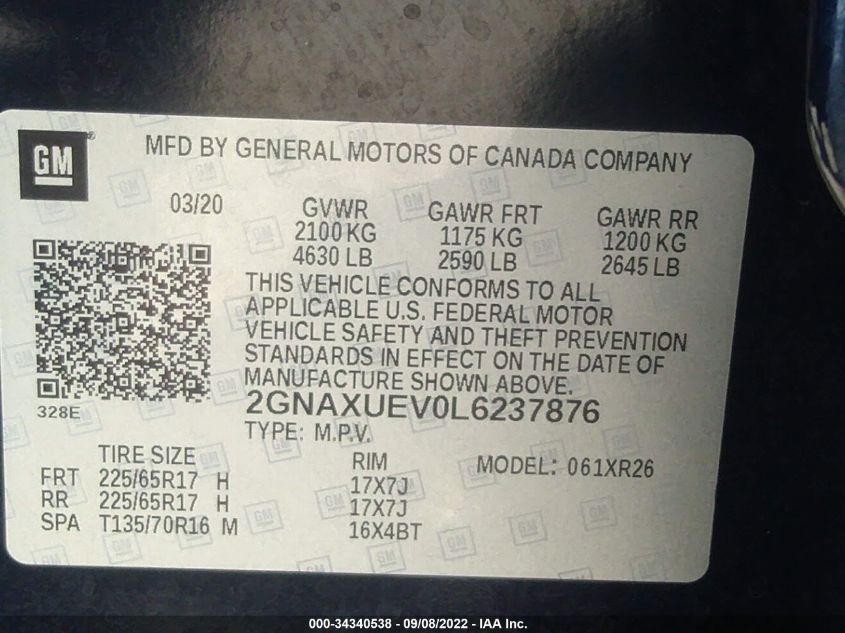 GM
MFD BY GENERAL MOTORS OF CANADA COMPANY
03/20 GVWR GAWR FRT GAWR RR
2100 KG 1175 KG 1200 KG
4630 LB 2590 LB 2645 LB
THIS VEHICLE CONFORMS TO ALL
APPLICABLE U.S. FEDERAL MOTOR
VEHICLE SAFETY AND THEFT PREVENTION
STANDARDS IN EFFECT ON THE DATE OF
MANUFACTURE SHOWN ABOVE.
328E
2GNAXUEV0L6237876
TYPE: M.P.V.
TIRE SIZE RIM MODEL: 061XR26
FRT 225/65R17 H 17X7J
RR 225/65R17 H 17X7J
SPA T135/70R16 M 16X4BT
000-34340538 - 09/08/2022 - IAA Inc.